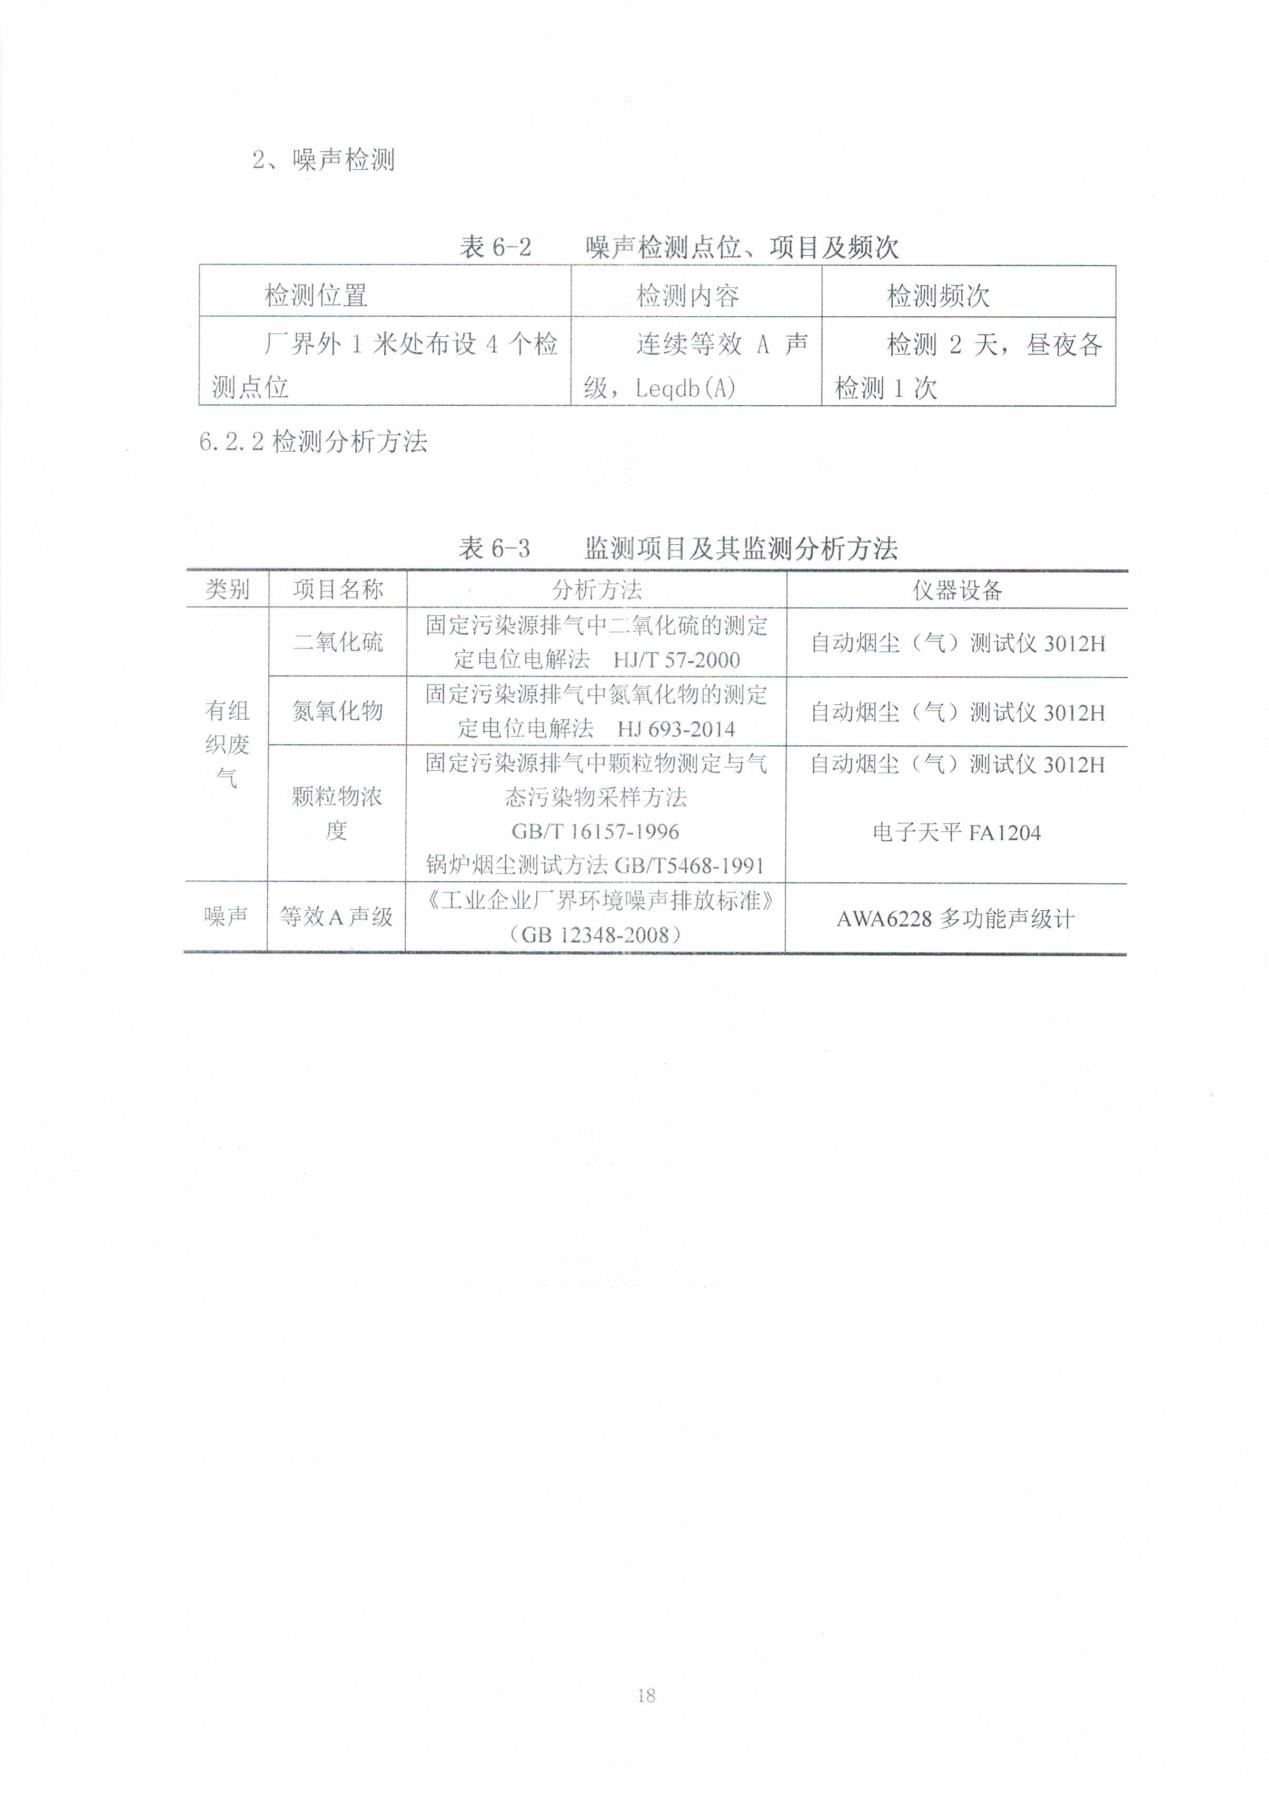 2、噪声检测
表 6-2 噪声检测点位、项目及频次
检测位置 检测内容 检测频次
厂界外 1 米处布设 4 个检 连续等效 A 声 检测 2 天，昼夜各
测点位 级，Leqdb(A) 检测 1 次
6.2.2 检测分析方法
表 6-3 监测项目及其监测分析方法
类别 项目名称 分析方法 仪器设备
有组
织废
气
二氧化硫
固定污染源排气中二氧化硫的测定
定电位电解法 HJ/T 57-2000
自动烟尘（气）测试仪 3012H
氮氧化物
固定污染源排气中氮氧化物的测定
定电位电解法 HJ 693-2014
自动烟尘（气）测试仪 3012H
颗粒物浓
度
固定污染源排气中颗粒物测定与气
态污染物采样方法
GB/T 16157-1996
锅炉烟尘测试方法 GB/T5468-1991
自动烟尘（气）测试仪 3012H
电子天平 FA1204
噪声
等效 A 声级
《工业企业厂界环境噪声排放标准》
（GB 12348-2008）
AWA6228 多功能声级计
18